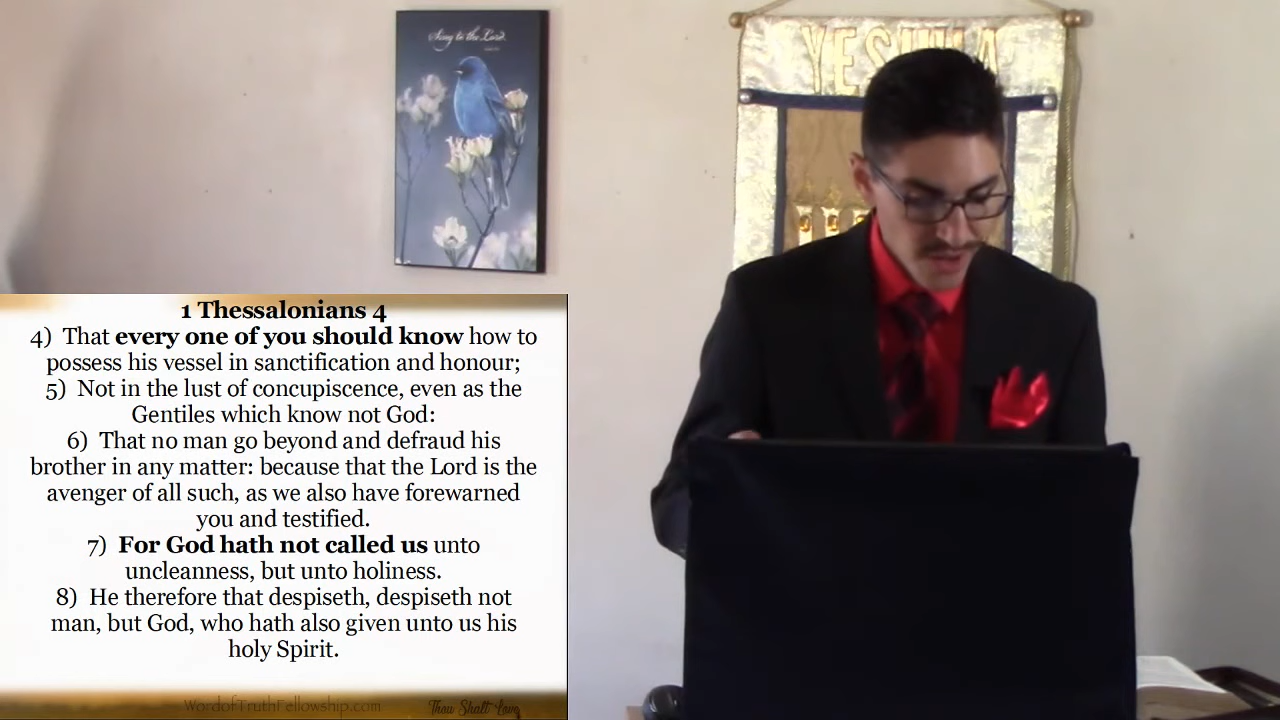 Sing to the Lord
YESHUA
1 Thessalonians 4
4) That every one of you should know how to
possess his vessel in sanctification and honour;
5) Not in the lust of concupiscence, even as the
Gentiles which know not God:
6) That no man go beyond and defraud his
brother in any matter: because that the Lord is the
avenger of all such, as we also have forewarned
you and testified.
7) For God hath not called us unto
uncleanness, but unto holiness.
8) He therefore that despiseth, despiseth not
man, but God, who hath also given unto us his
holy Spirit.
WordofTruthFellowship.com
Thou Shalt Love